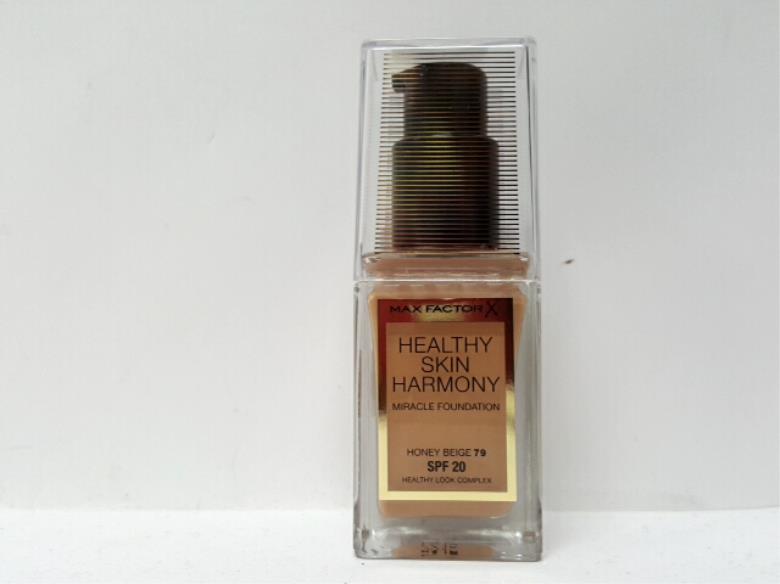 MAX FACTOR X
HEALTHY
SKIN
HARMONY
MIRACLE FOUNDATION
HONEY BEIGE 79
SPF 20
HEALTHY LOOK COMPLEX